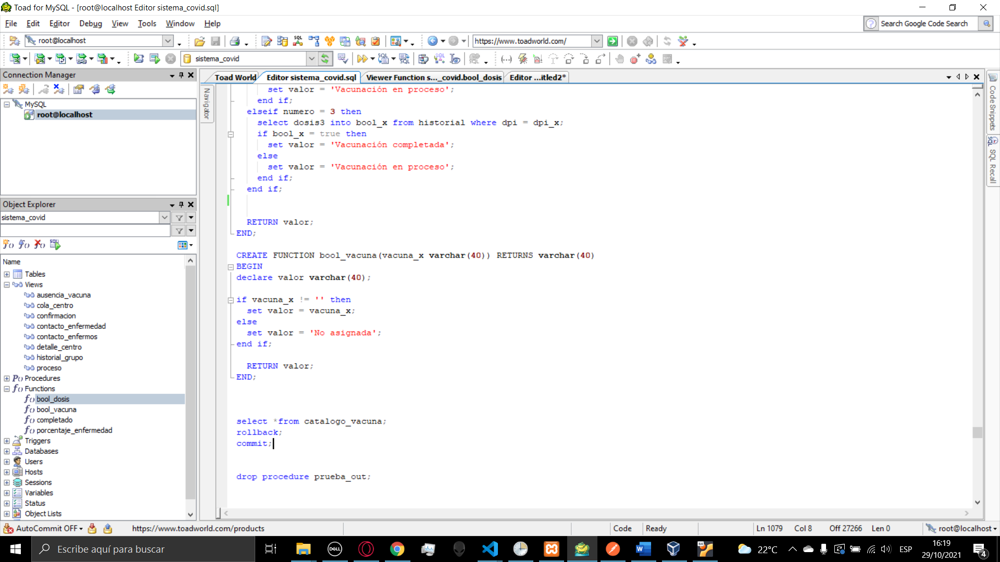 Toad for MySQL - [root@localhost Editor sistema_covid.sql]
File Edit Editor Debug View Tools Window Help
Search Google Code Search
root@localhost
SQL
https://www.toadworld.com/
sistema_covid
Connection Manager
MySQL
root@localhost
Object Explorer
sistema_covid
Name
Tables
Views
ausencia_vacuna
cola_centro
confirmacion
contacto_enfermedad
contacto_enfermos
detalle_centro
historial_grupo
proceso
Procedures
Functions
bool_dosis
bool_vacuna
completado
porcentaje_enfermedad
Triggers
Databases
Users
Hosts
Sessions
Variables
Status
Object Lists
Toad World Editor sistema_covid.sql Viewer Function s..._covid.bool_dosis Editor ...itled2*
Navigator
set valor = 'Vacunación en proceso';
end if;
elseif numero = 3 then
select dosis3 into bool_x from historial where dpi = dpi_x;
if bool_x = true then
set valor = 'Vacunación completada';
else
set valor = 'Vacunación en proceso';
end if;
end if;
RETURN valor;
END;
CREATE FUNCTION bool_vacuna(vacuna_x varchar(40)) RETURNS varchar(40)
BEGIN
declare valor varchar(40);
if vacuna_x != '' then
set valor = vacuna_x;
else
set valor = 'No asignada';
end if;
RETURN valor;
END;
select *from catalogo_vacuna;
rollback;
commit;
drop procedure prueba_out;
Code Snippets
SQL Recall
AutoCommit OFF https://www.toadworld.com/products Code Ready Ln 1079 Col 8 Off 27266 Len 0 root@localhost
Escribe aquí para buscar
DELL
64
22°C
ESP
16:19
29/10/2021
4